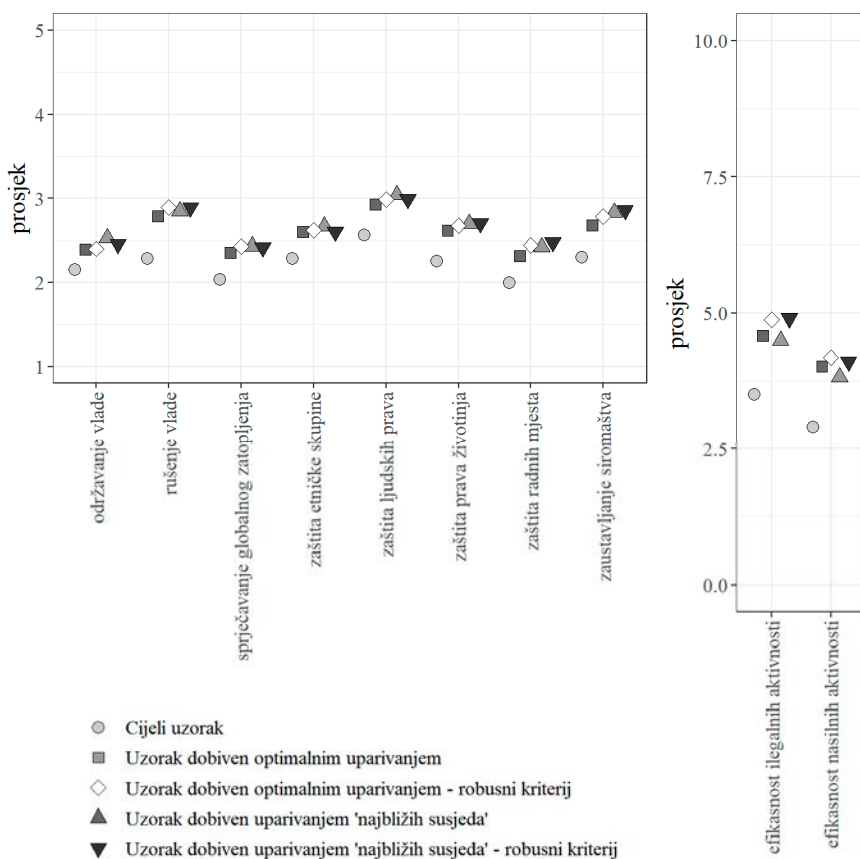 5
4
3
2
1
prosjek
održavanje vlade
rušenje vlade
sprječavanje globalnog zatopljenja
zaštita etničke skupine
zaštita ljudskih prava
zaštita prava životinja
zaštita radnih mjesta
zaustavljanje siromaštva
10.0
7.5
5.0
2.5
0.0
prosjek
efikasnost ilegalnih aktivnosti
efikasnost nasilnih aktivnosti
Cijeli uzorak
Uzorak dobiven optimalnim uparivanjem
Uzorak dobiven optimalnim uparivanjem - robusni kriterij
Uzorak dobiven uparivanjem 'najbližih susjeda'
Uzorak dobiven uparivanjem 'najbližih susjeda' - robusni kriterij